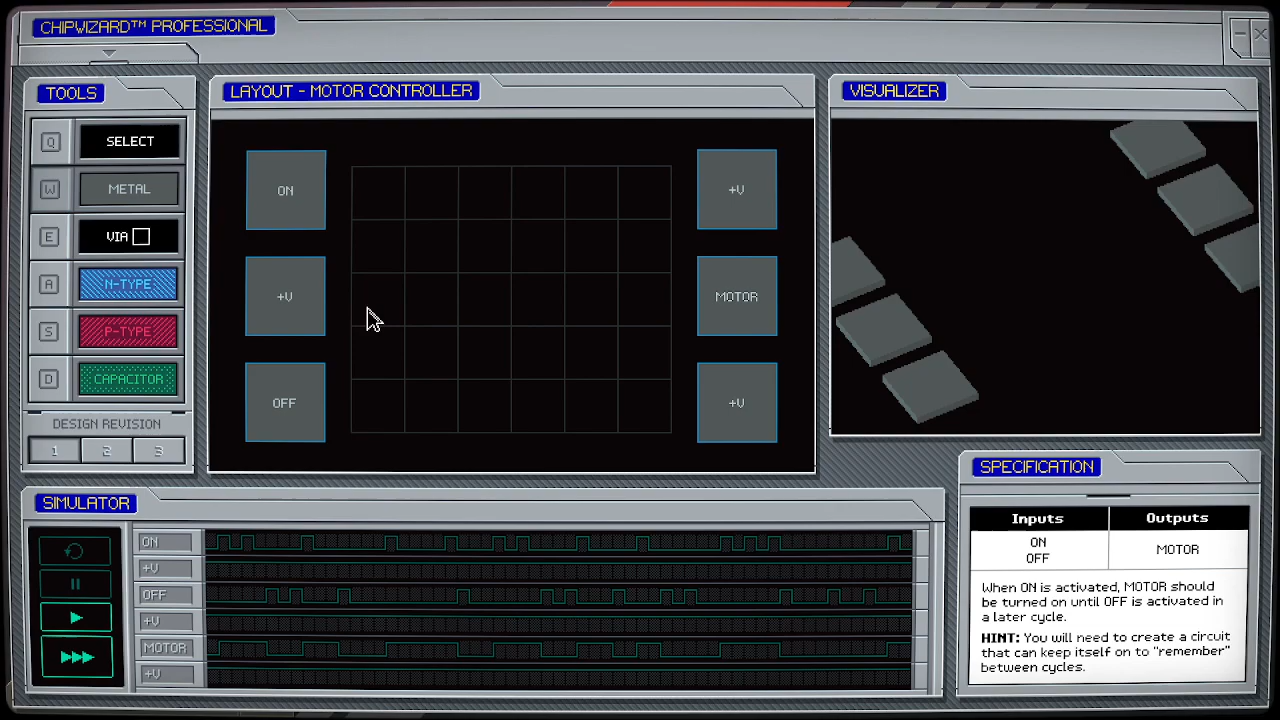 CHIPWIZARD™ PROFESSIONAL
TOOLS
Q SELECT
W METAL
E VIA
A N-TYPE
S P-TYPE
D CAPACITOR
DESIGN REVISION
1 2 3
LAYOUT - MOTOR CONTROLLER
ON
+V
OFF
+V
MOTOR
+V
VISUALIZER
SIMULATOR
ON
+V
OFF
+V
MOTOR
+V
SPECIFICATION
Inputs Outputs
ON
OFF
MOTOR
When ON is activated, MOTOR should
be turned on until OFF is activated in
a later cycle.
HINT: You will need to create a circuit
that can keep itself on to "remember"
between cycles.